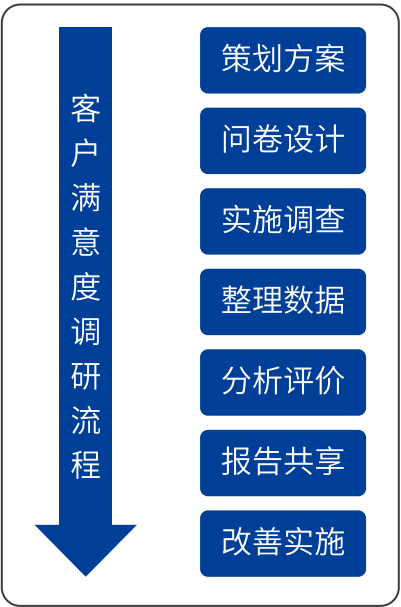 客户满意度调研流程
策划方案
问卷设计
实施调查
整理数据
分析评价
报告共享
改善实施